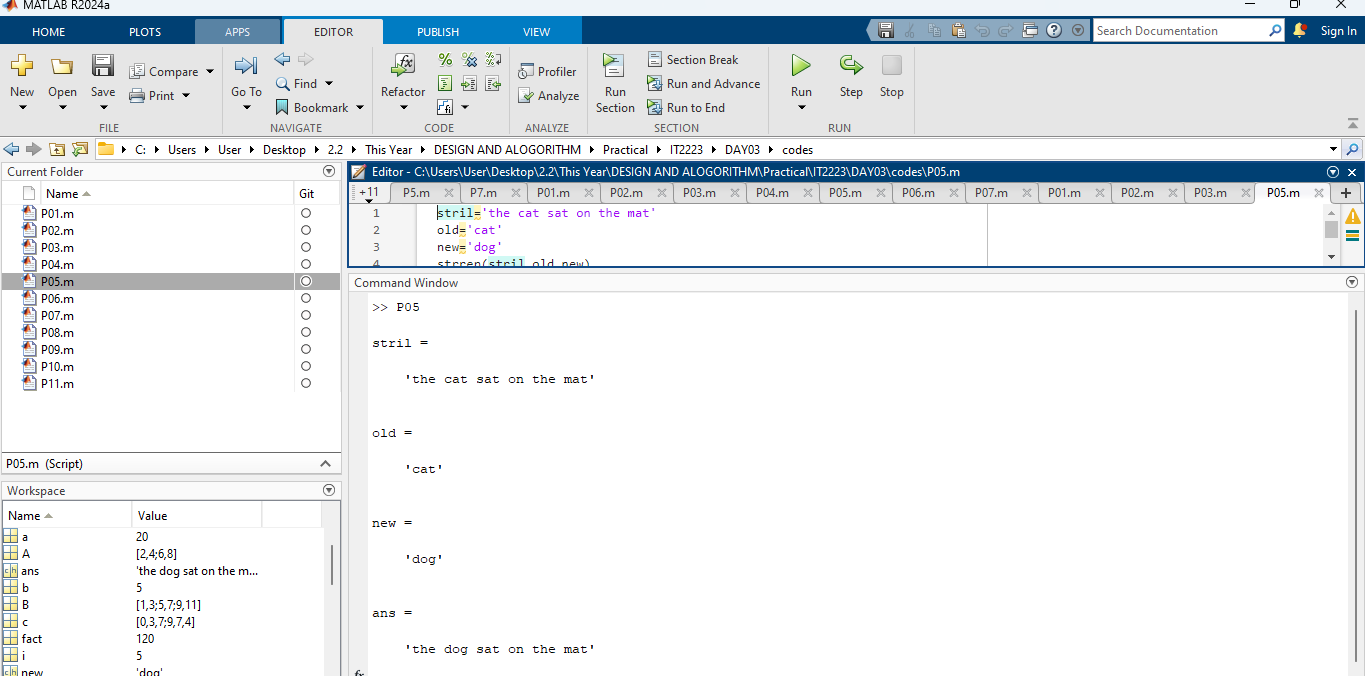 MATLAB R2024a
HOME PLOTS APPS EDITOR PUBLISH VIEW Search Documentation Sign In
New Open Save Compare Print
Go To Find Bookmark
Refactor
Profiler Analyze
Run Section Section Break Run and Advance Run to End
Run Step Stop
FILE NAVIGATE CODE ANALYZE SECTION RUN
C: Users User Desktop 2.2 This Year DESIGN AND ALOGORITHM Practical IT2223 DAY03 codes
Current Folder
Name Git
P01.m
P02.m
P03.m
P04.m
P05.m
P06.m
P07.m
P08.m
P09.m
P10.m
P11.m
P05.m (Script)
Workspace
Name Value
a 20
A [2,4;6,8]
ans 'the dog sat on the m...
b 5
B [1,3;5,7;9,11]
c [0,3,7;9,7,4]
fact 120
i 5
new 'dog'
Editor - C:\Users\User\Desktop\2.2\This Year\DESIGN AND ALOGORITHM\Practical\IT2223\DAY03\codes\P05.m
+11 P5.m P7.m P01.m P02.m P03.m P04.m P05.m P06.m P07.m P01.m P02.m P03.m P05.m
1 stril='the cat sat on the mat'
2 old='cat'
3 new='dog'
4 strrep(stril,old,new)
Command Window
>> P05
stril =
'the cat sat on the mat'
old =
'cat'
new =
'dog'
ans =
'the dog sat on the mat'
fx